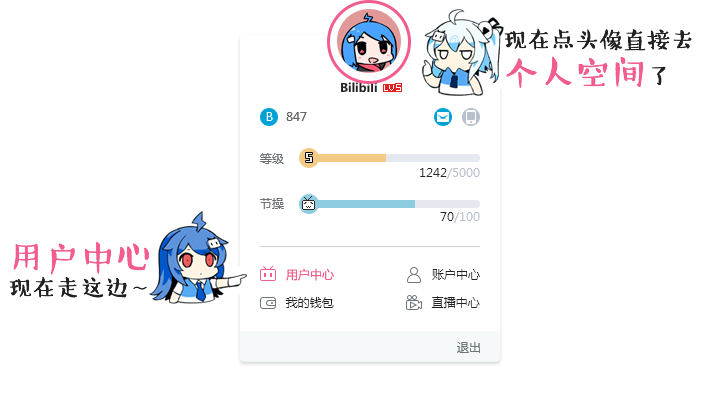 现在点头像直接去
个人空间了
Bilibili LV5
B 847
等级 5
1242/5000
节操
70/100
用户中心
现在走这边~
用户中心 账户中心
我的钱包 直播中心
退出